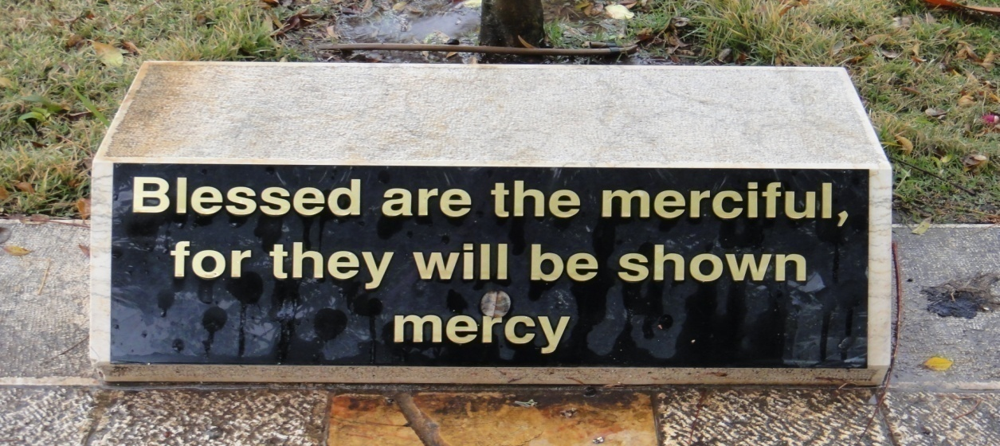 Blessed are the merciful,
for they will be shown
mercy